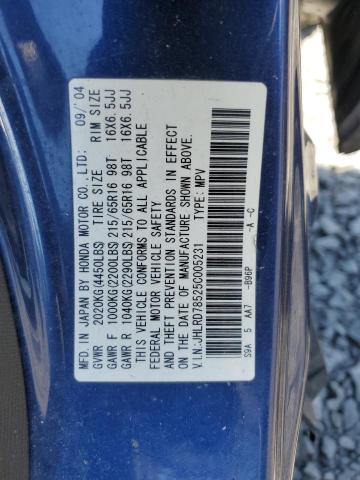 MFD. IN JAPAN BY HONDA MOTOR CO., LTD; 09/'04
TIRE SIZE RIM SIZE
GVWR 2020KG(4450LBS)
GAWR F 1000KG(2200LBS) 215/65R16 98T 16X6.5JJ
GAWR R 1040KG(2290LBS) 215/65R16 98T 16X6.5JJ
THIS VEHICLE CONFORMS TO ALL APPLICABLE
FEDERAL MOTOR VEHICLE SAFETY
AND THEFT PREVENTION STANDARDS IN EFFECT
ON THE DATE OF MANUFACTURE SHOWN ABOVE.
V.I.N:JHLRD78525C005231 TYPE: MPV
S9A 5 AA7 -B96P -A -C